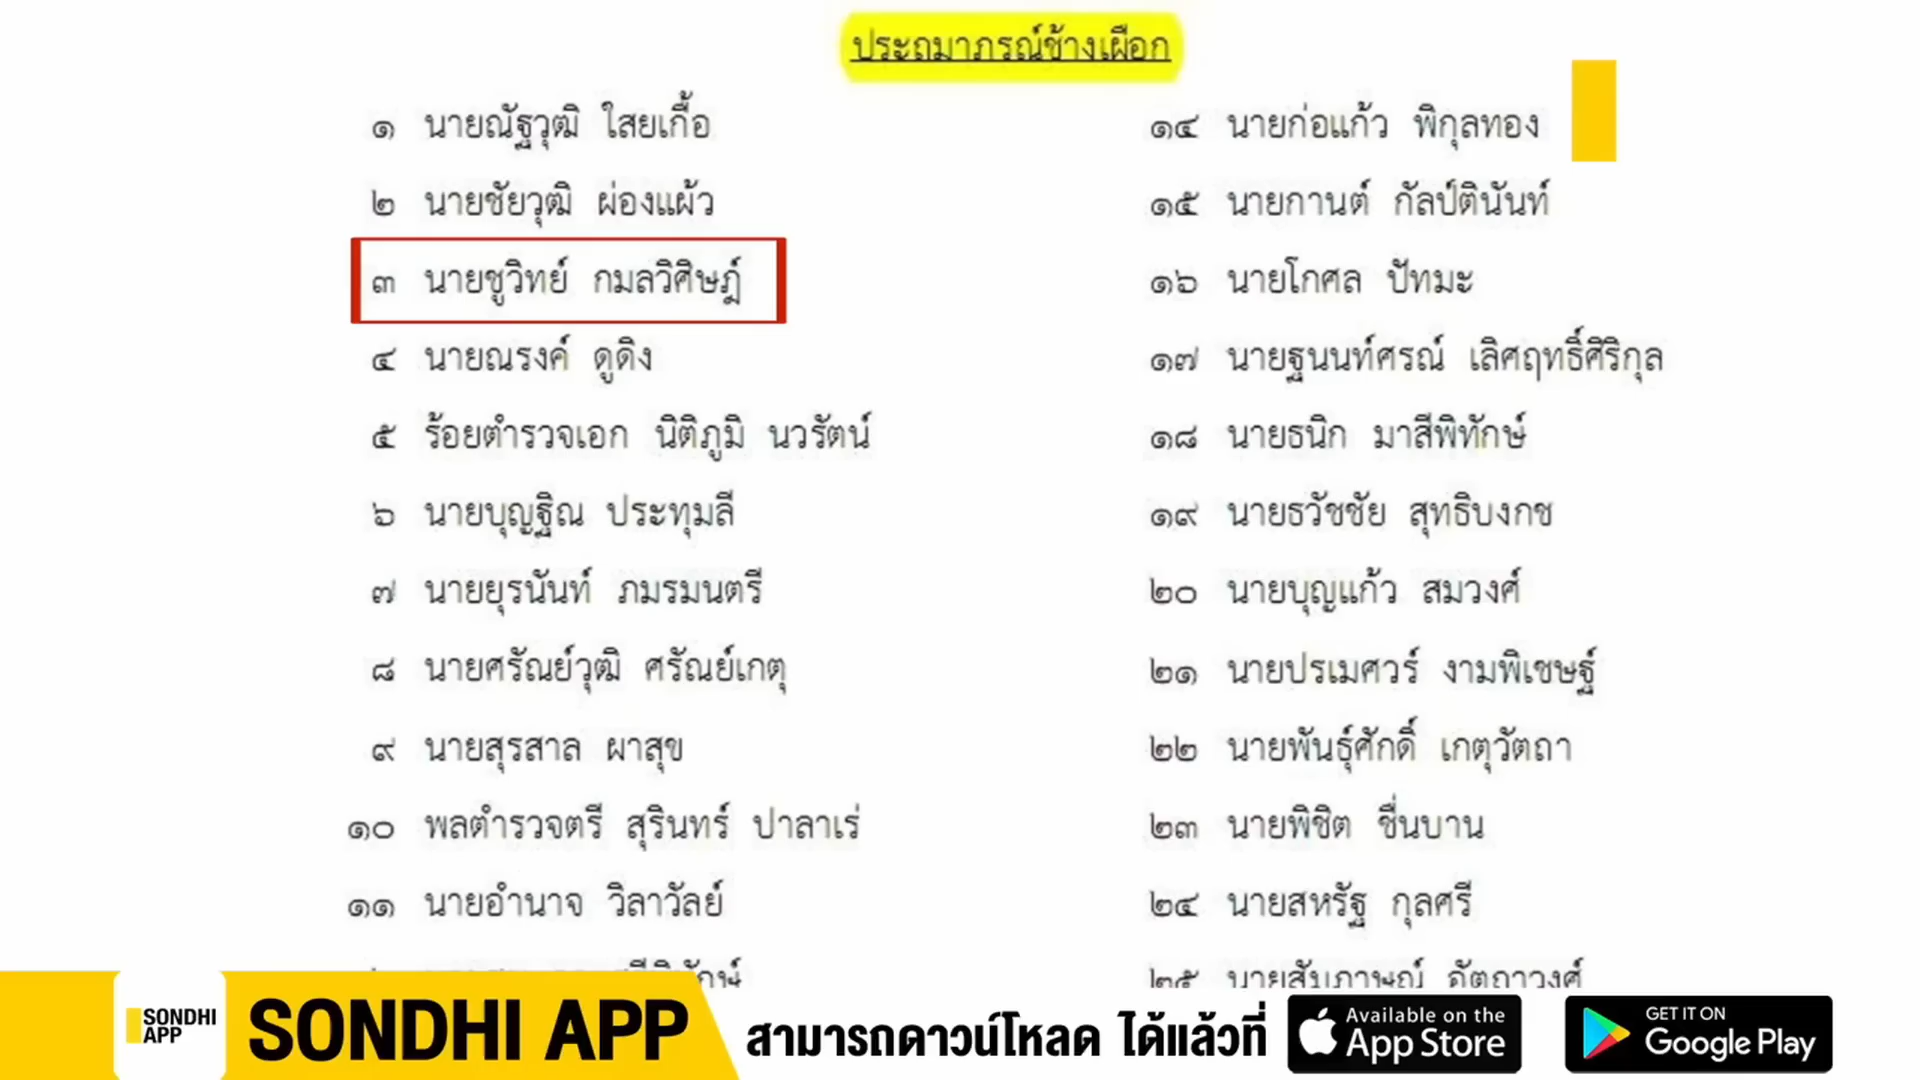 ประถมาภรณ์ช้างเผือก
๑ นายณัฐวุฒิ ใสยเกื้อ
๒ นายชัยวุฒิ ผ่องแผ้ว
๓ นายชูวิทย์ กมลวิศิษฎ์
๔ นายณรงค์ ดูดิง
๕ ร้อยตำรวจเอก นิติภูมิ นวรัตน์
๖ นายบุญฐิณ ประทุมลี
๗ นายยุรนันท์ ภมรมนตรี
๘ นายศรัณย์วุฒิ ศรัณย์เกตุ
๙ นายสุรสาล ผาสุข
๑๐ พลตำรวจตรี สุรินทร์ ปาลาเร่
๑๑ นายอำนาจ วิลาวัลย์
๑๔ นายก่อแก้ว พิกุลทอง
๑๕ นายกานต์ กัลป์ตินันท์
๑๖ นายโกศล ปัทมะ
๑๗ นายฐนนท์ศรณ์ เลิศฤทธิ์ศิริกุล
๑๘ นายธนิก มาสีพิทักษ์
๑๙ นายธวัชชัย สุทธิบงกช
๒๐ นายบุญแก้ว สมวงศ์
๒๑ นายปรเมศวร์ งามพิเชษฐ์
๒๒ นายพันธุ์ศักดิ์ เกตุวัตถา
๒๓ นายพิชิต ชื่นบาน
๒๔ นายสหรัฐ กุลศรี
๒๕ นายสัมภาษณ์ อัตถาวงศ์
SONDHI APP
SONDHI APP
สามารถดาวน์โหลด ได้แล้วที่
Available on the App Store
GET IT ON Google Play